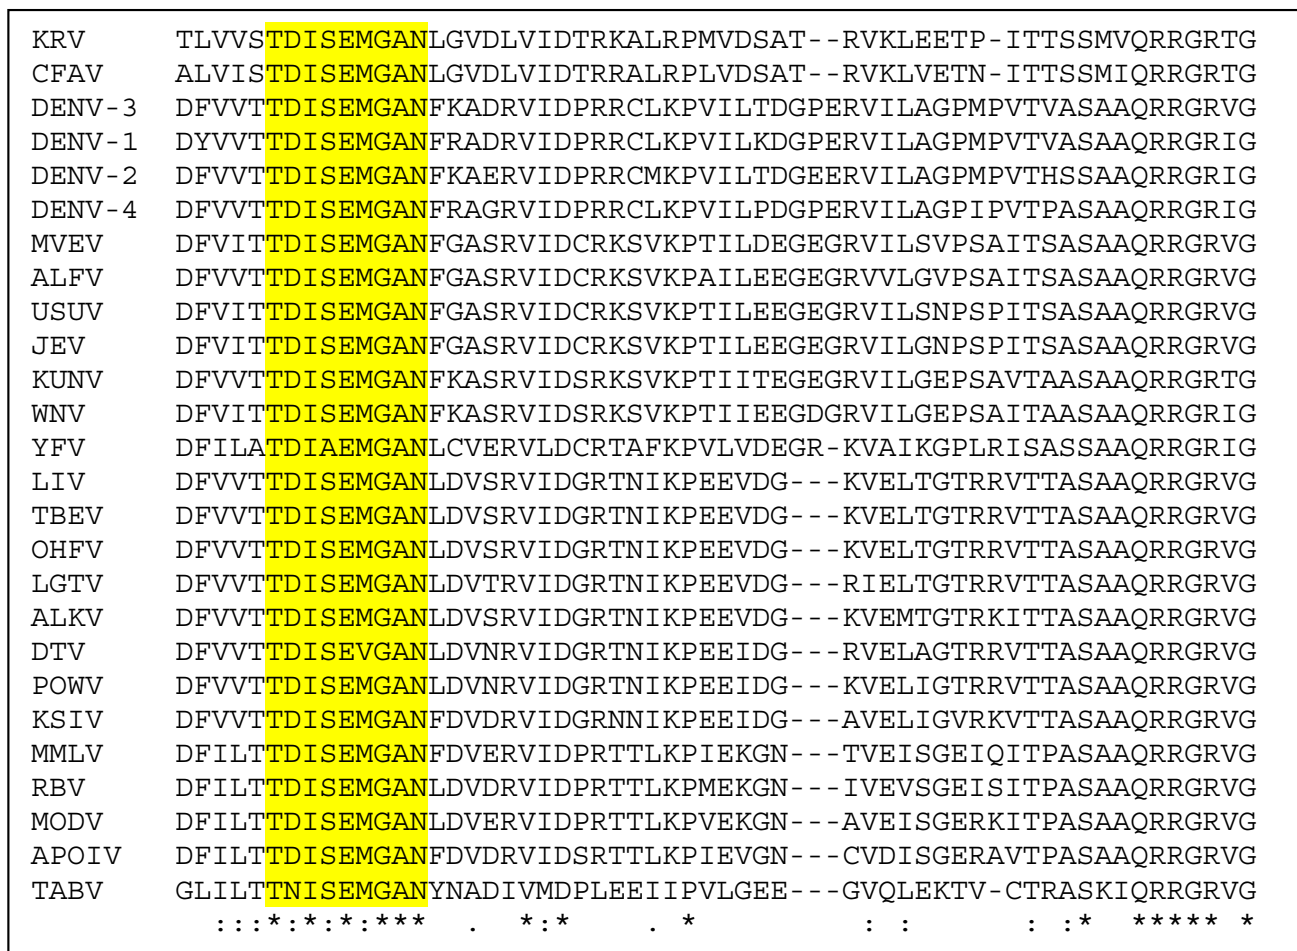 KRV TLVVSTDISEMGANLGVDLVIDTRKALRPMVDSAT--RVKLEETP-ITTSSMVQRRGRTG
CFAV ALVISTDISEMGANLGVDLVIDTRRALRPLVDSAT--RVKLVETN-ITTSSMIQRRGRTG
DENV-3 DFVVTTDISEMGANFKADRVIDPRRCLKPVILTDGPERVILAGPMPVTVASAAQRRGRVG
DENV-1 DYVVTTDISEMGANFRADRVIDPRRCLKPVILKDGPERVILAGPMPVTVASAAQRRGRIG
DENV-2 DFVVTTDISEMGANFKAERVIDPRRCMKPVILTDGEERVILAGPMPVTHSSAAQRRGRIG
DENV-4 DFVVTTDISEMGANFRAGRVIDPRRCLKPVILPDGPERVILAGPIPVTPASAAQRRGRIG
MVEV DFVITTDISEMGANFGASRVIDCRKSVKPTILDEGEGRVILSVPSAITSASAAQRRGRVG
ALFV DFVVTTDISEMGANFGASRVIDCRKSVKPAILEEGEGRVVLGVPSAITSASAAQRRGRVG
USUV DFVITTDISEMGANFGASRVIDCRKSVKPTILEEGEGRVILSNPSPITSASAAQRRGRVG
JEV DFVITTDISEMGANFGASRVIDCRKSVKPTILEEGEGRVILGNPSPITSASAAQRRGRVG
KUNV DFVVTTDISEMGANFKASRVIDSRKSVKPTIITEGEGRVILGEPSAVTAASAAQRRGRTG
WNV DFVITTDISEMGANFKASRVIDSRKSVKPTIIEEGDGRVILGEPSAITAASAAQRRGRIG
YFV DFILATDIAEMGANLCVERVLDCRTAFKPVLVDEGR-KVAIKGPLRISASSAAQRRGRIG
LIV DFVVTTDISEMGANLDVSRVIDGRTNIKPEEVDG---KVELTGTRRVTTASAAQRRGRVG
TBEV DFVVTTDISEMGANLDVSRVIDGRTNIKPEEVDG---KVELTGTRRVTTASAAQRRGRVG
OHFV DFVVTTDISEMGANLDVSRVIDGRTNIKPEEVDG---KVELTGTRRVTTASAAQRRGRVG
LGTV DFVVTTDISEMGANLDVTRVIDGRTNIKPEEVDG---RIELTGTRRVTTASAAQRRGRVG
ALKV DFVVTTDISEMGANLDVSRVIDGRTNIKPEEVDG---KVEMTGTRKITTASAAQRRGRVG
DTV DFVVTTDISEVGANLDVNRVIDGRTNIKPEEIDG---RVELAGTRRVTTASAAQRRGRVG
POWV DFVVTTDISEMGANLDVNRVIDGRTNIKPEEIDG---KVELIGTRRVTTASAAQRRGRVG
KSIV DFVVTTDISEMGANFDVDRVIDGRNNIKPEEIDG---AVELIGVRKVTTASAAQRRGRVG
MMLV DFILTTDISEMGANFDVERVIDPRTTLKPIEKGN---TVEISGEIQITPASAAQRRGRVG
RBV DFILTTDISEMGANLDVDRVIDPRTTLKPMEKGN---IVEVSGEISITPASAAQRRGRVG
MODV DFILTTDISEMGANLDVERVIDPRTTLKPVEKGN---AVEISGERKITPASAAQRRGRVG
APOIV DFILTTDISEMGANFDVDRVIDSRTTLKPIEVGN---CVDISGERAVTPASAAQRRGRVG
TABV GLILTTNISEMGANYNADIVMDPLEEIIPVLGEE---GVQLEKTV-CTRASKIQRRGRVG
:::*:*:*:*** . *:* . * : : : :* ***** *